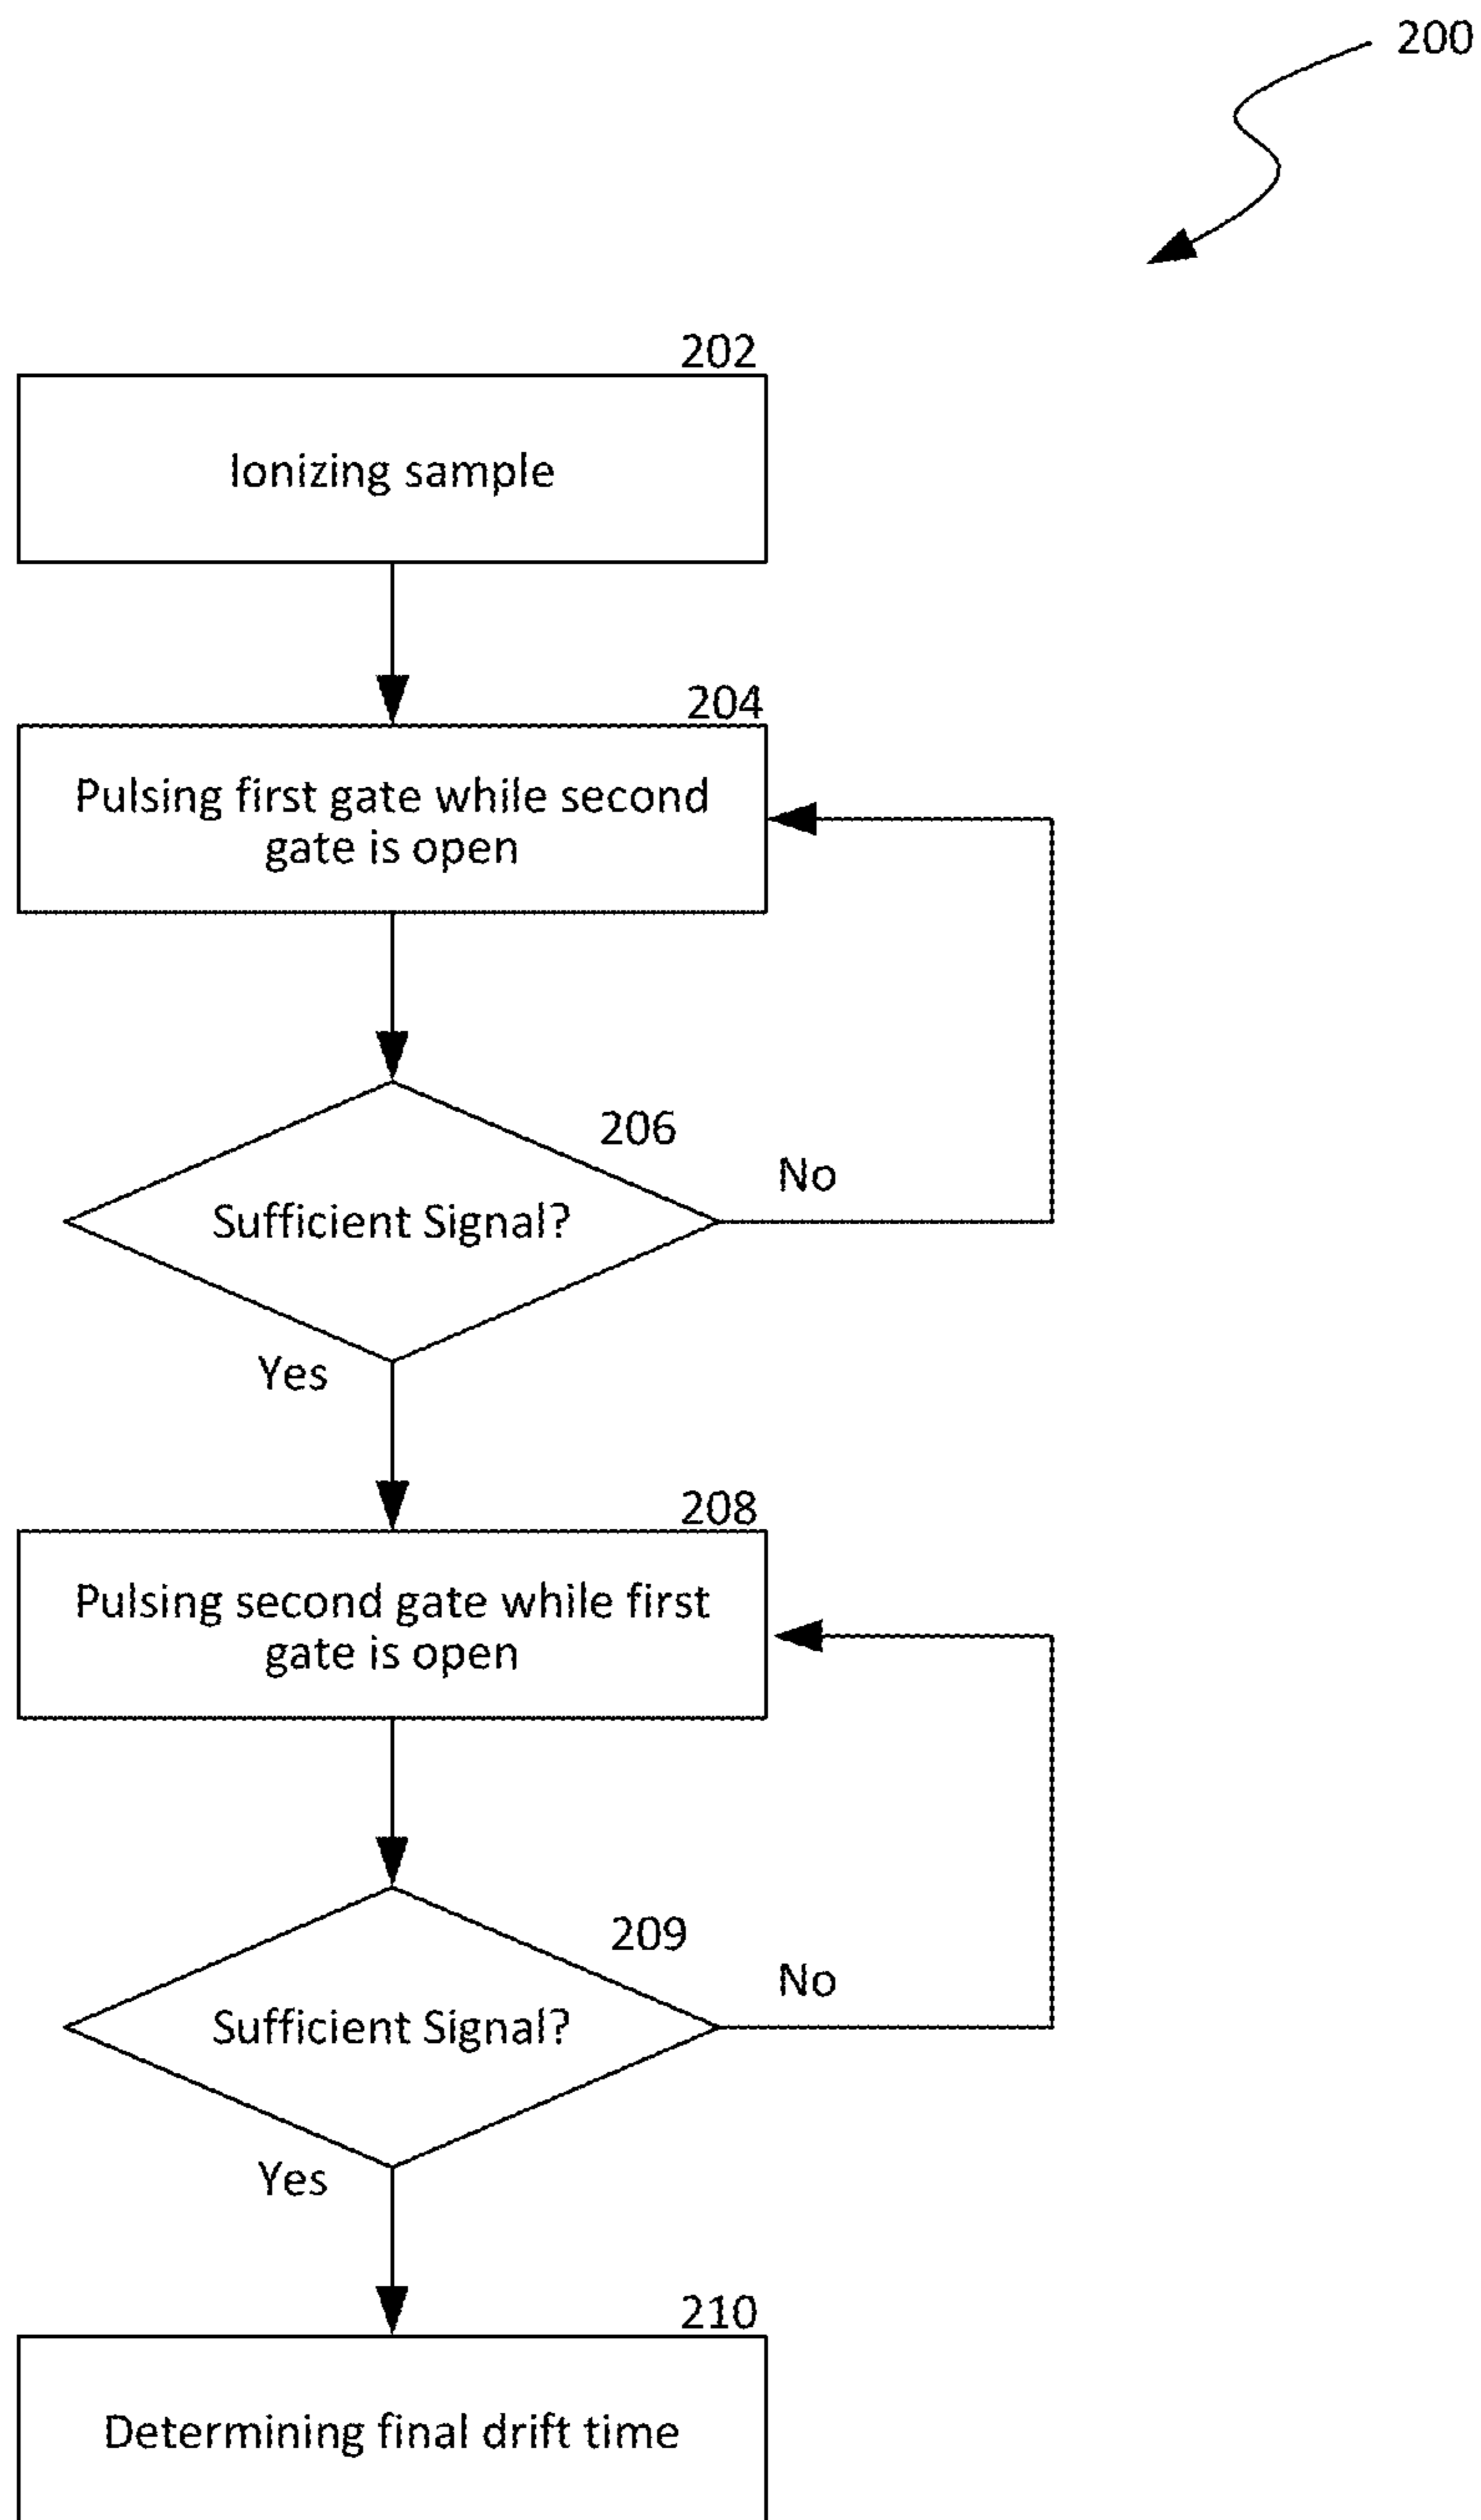 200
202
Ionizing sample
204
Pulsing first gate while second
gate is open
206
No
Sufficient Signal?
Yes
208
Pulsing second gate while first
gate is open
209
No
Sufficient Signal?
Yes
210
Determining final drift time